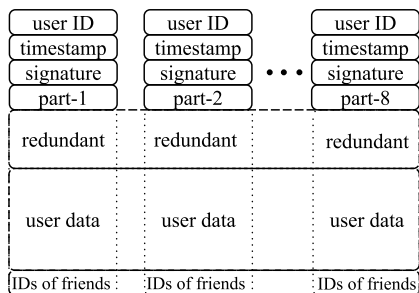 user ID user ID user ID
timestamp timestamp timestamp
signature signature ••• signature
part-1 part-2 part-8
redundant redundant redundant
user data user data user data
IDs of friends IDs of friends IDs of friends